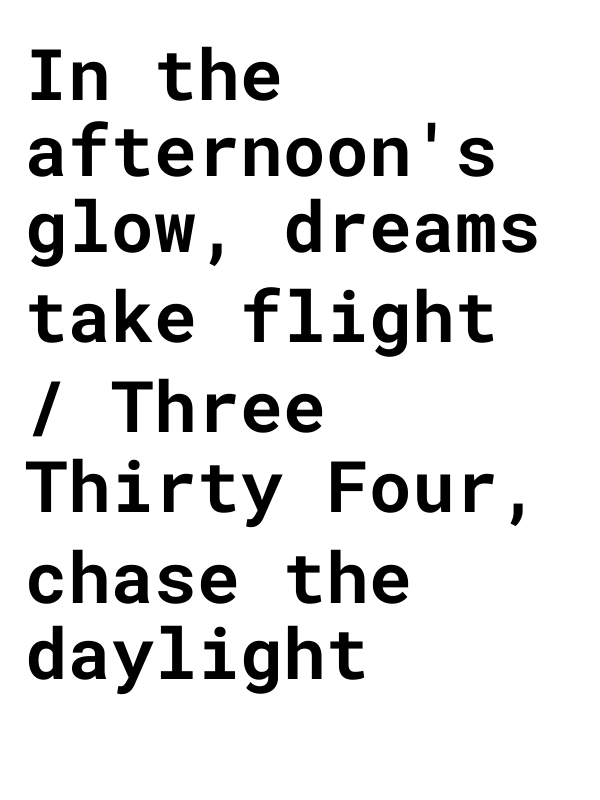 In the
afternoon's
glow, dreams
take flight
/ Three
Thirty Four,
chase the
daylight